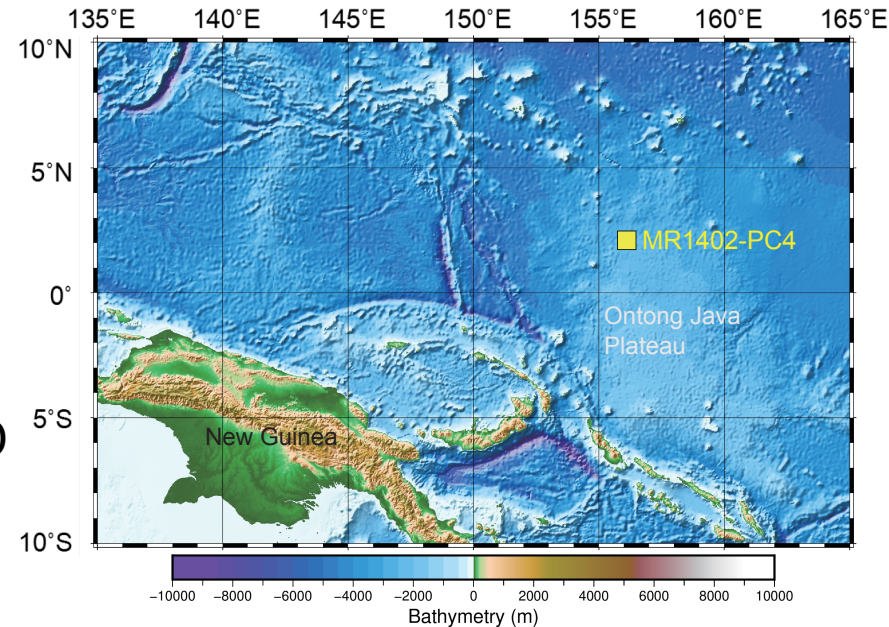 135°E 140°E 145°E 150°E 155°E 160°E 165°E
10°N
5°N
MR1402-PC4
0°
Ontong Java
Plateau
5°S
New Guinea
10°S
−10000 −8000 −6000 −4000 −2000 0 2000 4000 6000 8000 10000
Bathymetry (m)